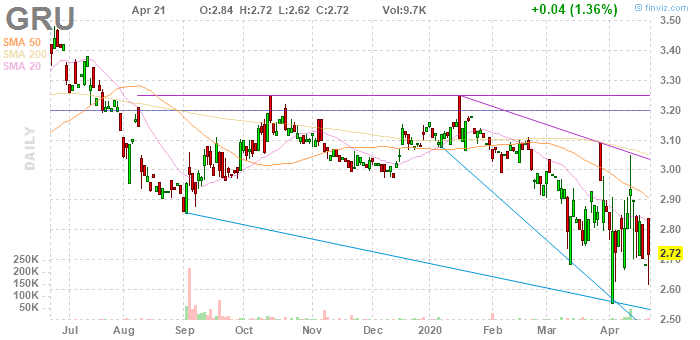 GRU
Apr 21
O:2.84 H:2.72 L:2.62 C:2.72
Vol:9.7K
+0.04 (1.36%)
© finviz.com
SMA 50
SMA 200
SMA 20
DAILY
3.50
3.40
3.30
3.20
3.10
3.00
2.90
2.80
2.72
2.70
2.60
2.50
250K
200K
150K
100K
50K
Jul Aug Sep Oct Nov Dec 2020 Feb Mar Apr